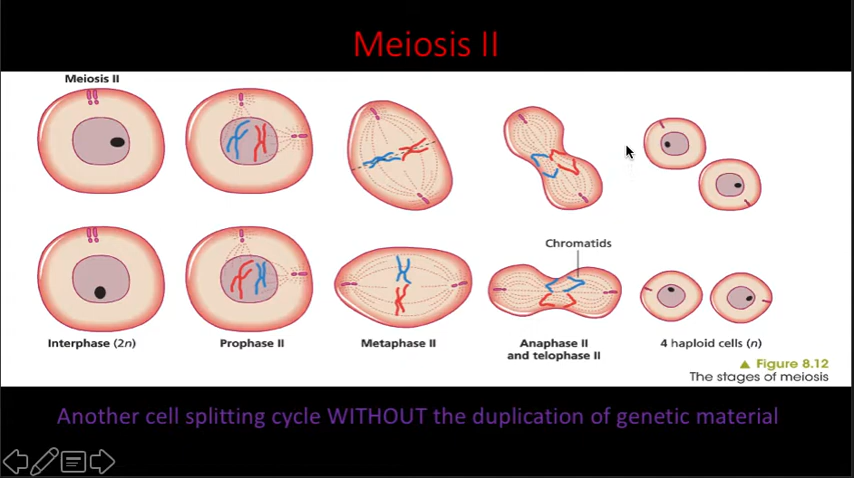 Meiosis II
Meiosis II
Chromatids
Interphase (2n)
Prophase II
Metaphase II
Anaphase II
and telophase II
4 haploid cells (n)
▲ Figure 8.12
The stages of meiosis
Another cell splitting cycle WITHOUT the duplication of genetic material